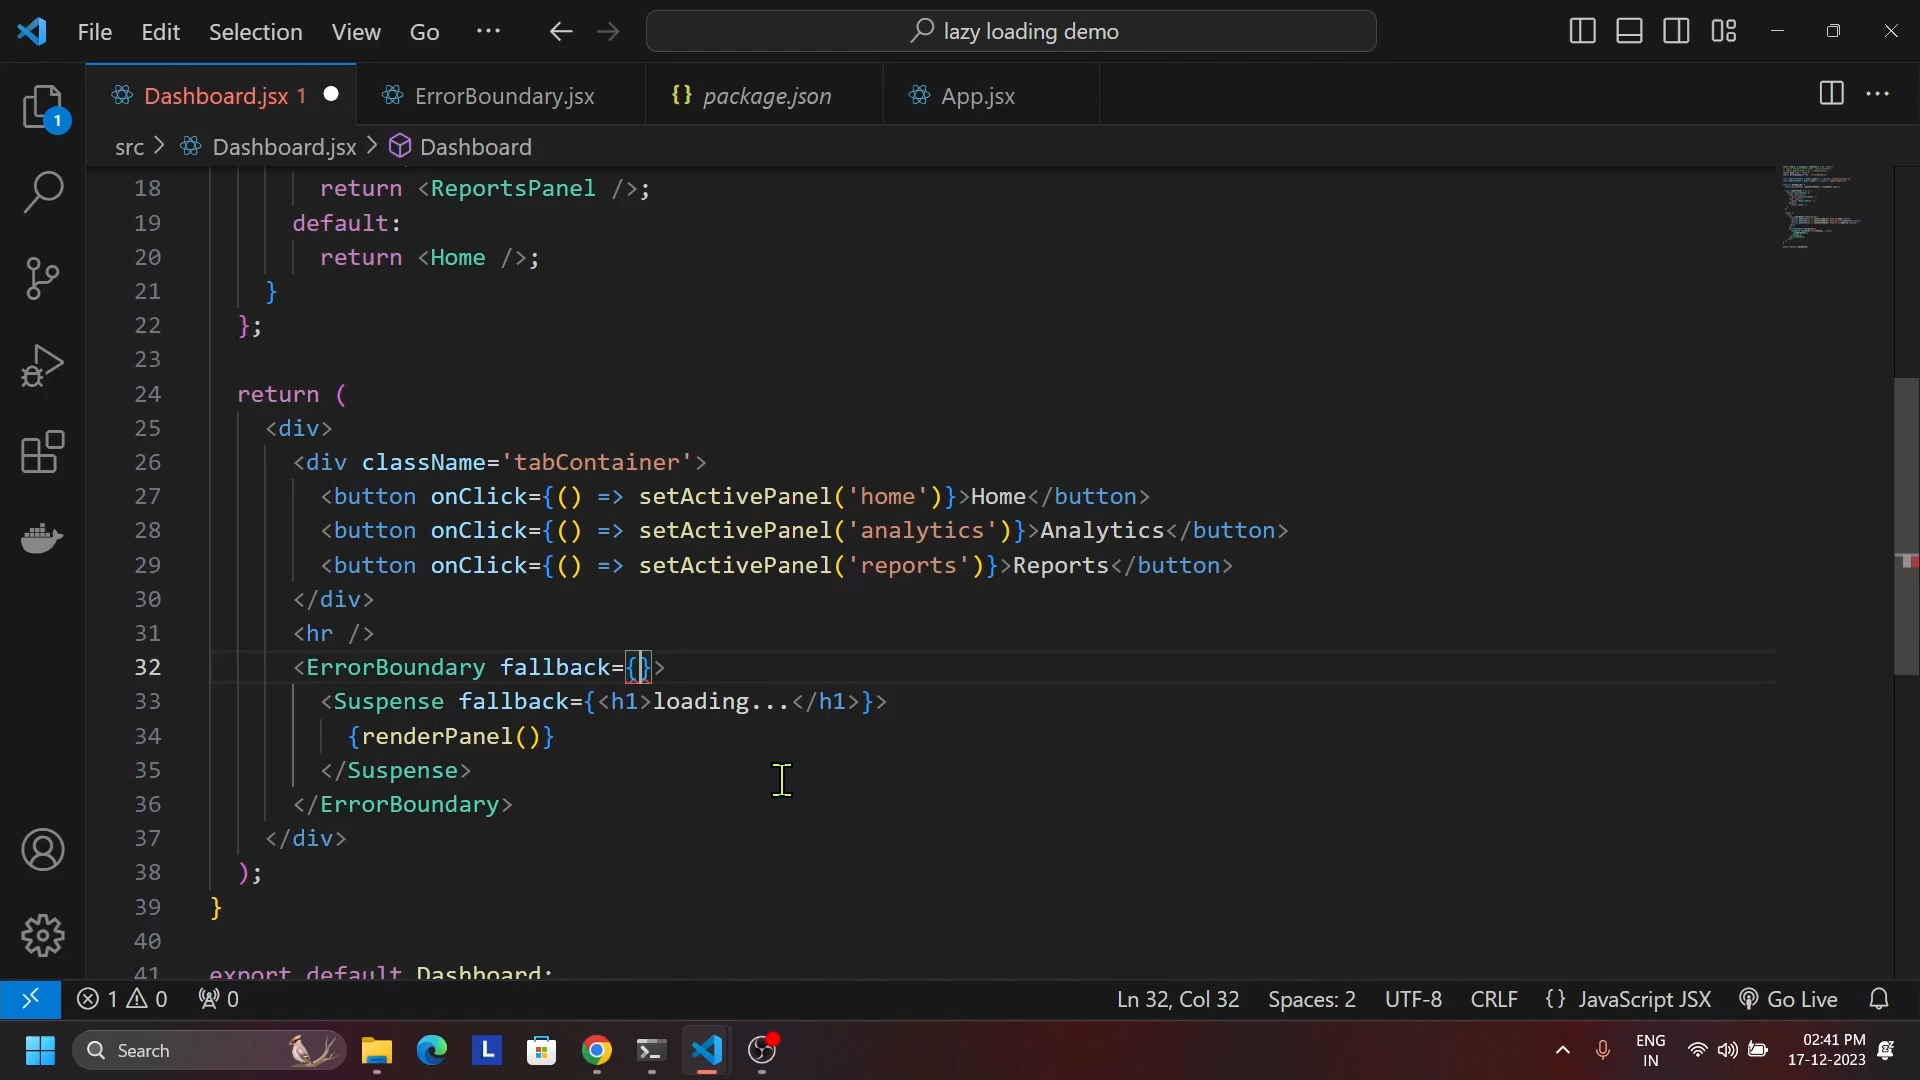 File Edit Selection View Go ... lazy loading demo
Dashboard.jsx 1 ErrorBoundary.jsx {} package.json App.jsx
1
src > Dashboard.jsx > Dashboard
18 return <ReportsPanel />;
19 default:
20 return <Home />;
21 }
22 };
23
24 return (
25 <div>
26 <div className='tabContainer'>
27 <button onClick={() => setActivePanel('home')}>Home</button>
28 <button onClick={() => setActivePanel('analytics')}>Analytics</button>
29 <button onClick={() => setActivePanel('reports')}>Reports</button>
30 </div>
31 <hr />
32 <ErrorBoundary fallback={}>
33 <Suspense fallback={<h1>loading...</h1>}>
34 {renderPanel()}
35 </Suspense>
36 </ErrorBoundary>
37 </div>
38 );
39 }
40
41 export default Dashboard;
1 0 0 Ln 32, Col 32 Spaces: 2 UTF-8 CRLF {} JavaScript JSX Go Live
Search L ENG 02:41 PM
IN 17-12-2023